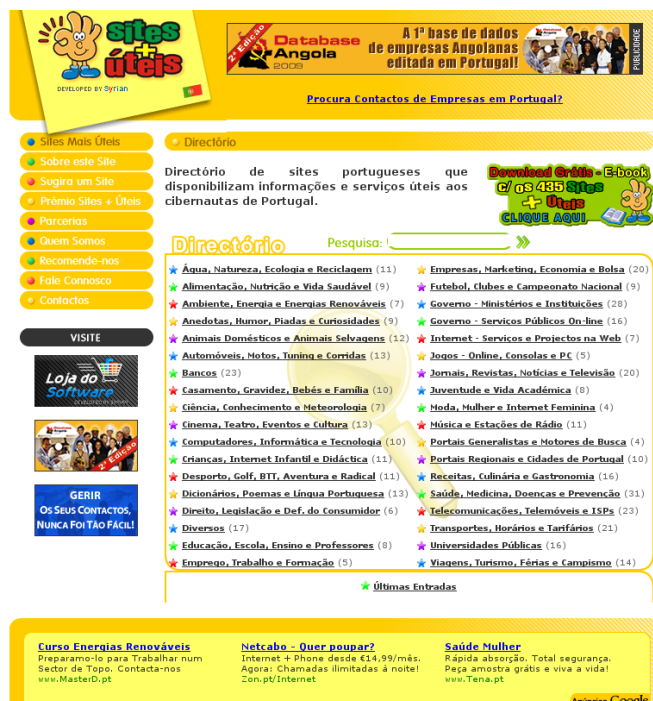 sites
+
úteis
DEVELOPED BY Syrian
2ª Edição
Database
Angola
2009
A 1ª base de dados
de empresas Angolanas
editada em Portugal!
PUBLICIDADE
Procura Contactos de Empresas em Portugal?
Sites Mais Úteis
Sobre este Site
Sugira um Site
Prémio Sites + Úteis
Parcerias
Quem Somos
Recomende-nos
Fale Connosco
Contactos
VISITE
Loja do
Software
DEVELOPED BY SYRIAN
2ª Edição
GERIR
OS SEUS CONTACTOS,
NUNCA FOI TÃO FÁCIL!
Directório
Directório de sites portugueses que
disponibilizam informações e serviços úteis aos
cibernautas de Portugal.
Download Grátis - E-book
c/ os 435 Sites
+ Úteis
CLIQUE AQUI
Directório
Pesquisa:
Água, Natureza, Ecologia e Reciclagem (11)
Alimentação, Nutrição e Vida Saudável (9)
Ambiente, Energia e Energias Renováveis (7)
Anedotas, Humor, Piadas e Curiosidades (9)
Animais Domésticos e Animais Selvagens (12)
Automóveis, Motos, Tuning e Corridas (13)
Bancos (23)
Casamento, Gravidez, Bebés e Família (10)
Ciência, Conhecimento e Meteorologia (7)
Cinema, Teatro, Eventos e Cultura (13)
Computadores, Informática e Tecnologia (10)
Crianças, Internet Infantil e Didáctica (11)
Desporto, Golf, BTT, Aventura e Radical (11)
Dicionários, Poemas e Língua Portuguesa (13)
Direito, Legislação e Def. do Consumidor (6)
Diversos (17)
Educação, Escola, Ensino e Professores (8)
Emprego, Trabalho e Formação (5)
Empresas, Marketing, Economia e Bolsa (20)
Futebol, Clubes e Campeonato Nacional (9)
Governo - Ministérios e Instituições (28)
Governo - Serviços Públicos On-line (16)
Internet - Serviços e Projectos na Web (7)
Jogos - Online, Consolas e PC (5)
Jornais, Revistas, Notícias e Televisão (20)
Juventude e Vida Académica (8)
Moda, Mulher e Internet Feminina (4)
Música e Estações de Rádio (11)
Portais Generalistas e Motores de Busca (4)
Portais Regionais e Cidades de Portugal (10)
Receitas, Culinária e Gastronomia (16)
Saúde, Medicina, Doenças e Prevenção (31)
Telecomunicações, Telemóveis e ISPs (23)
Transportes, Horários e Tarifários (21)
Universidades Públicas (16)
Viagens, Turismo, Férias e Campismo (14)
Últimas Entradas
Curso Energias Renováveis
Preparamo-lo para Trabalhar num
Sector de Topo. Contacta-nos
www.MasterD.pt
Netcabo - Quer poupar?
Internet + Phone desde €14,99/mês.
Agora: Chamadas ilimitadas á noite!
Zon.pt/Internet
Saúde Mulher
Rápida absorção. Total segurança.
Peça amostra grátis e viva a vida!
www.Tena.pt
Anúncios Google